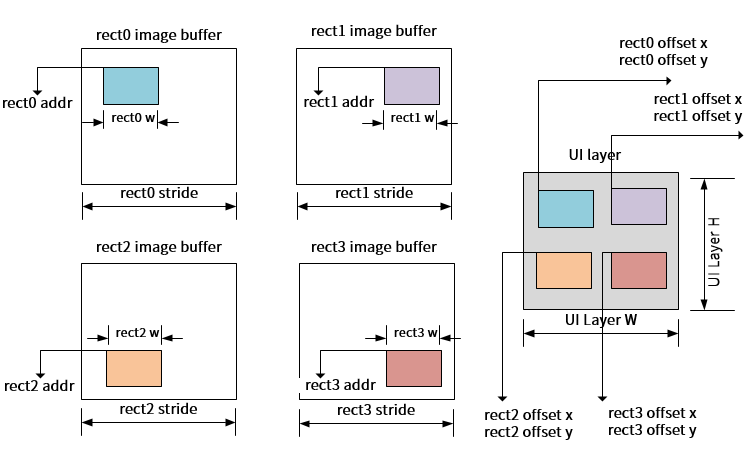 rect0 image buffer
rect0 addr
rect0 w
rect0 stride
rect1 image buffer
rect1 addr
rect1 w
rect1 stride
rect2 image buffer
rect2 w
rect2 addr
rect2 stride
rect3 image buffer
rect3 w
rect3 addr
rect3 stride
rect0 offset x
rect0 offset y
rect1 offset x
rect1 offset y
UI layer
UI Layer H
UI Layer W
rect2 offset x
rect2 offset y
rect3 offset x
rect3 offset y